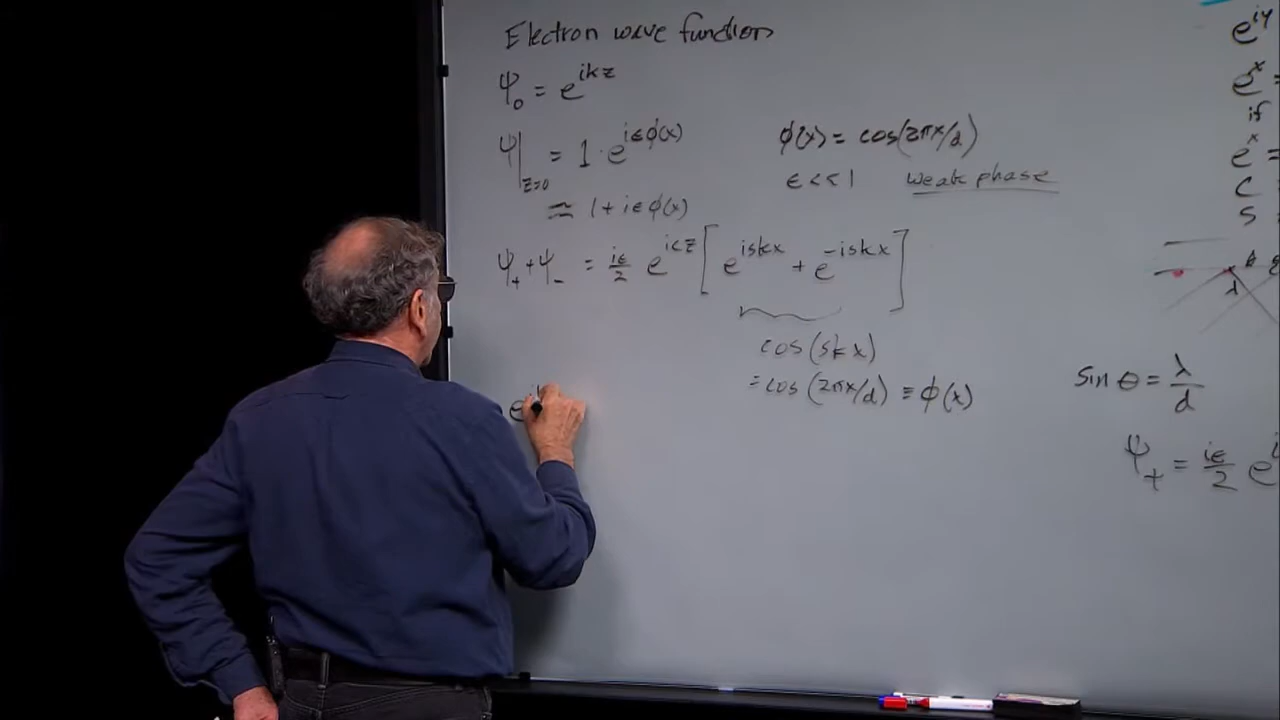 Electron wave function
ψ₀ = e^{ikz}
ψ|_{z=0} = 1 · e^{iεφ(x)}
φ(x) = cos(2πx/d)
ε << 1 weak phase
≈ 1 + iεφ(x)
ψ₊ + ψ₋ = iε/2 e^{ikz} [ e^{iskx} + e^{-iskx} ]
cos(skx)
= cos(2πx/d) ≡ φ(x)
e^{i
e^{iy}
e^x =
if
e^x =
C
S
θ
λ
sin θ = λ/d
ψ₊ = iε/2 e^{i